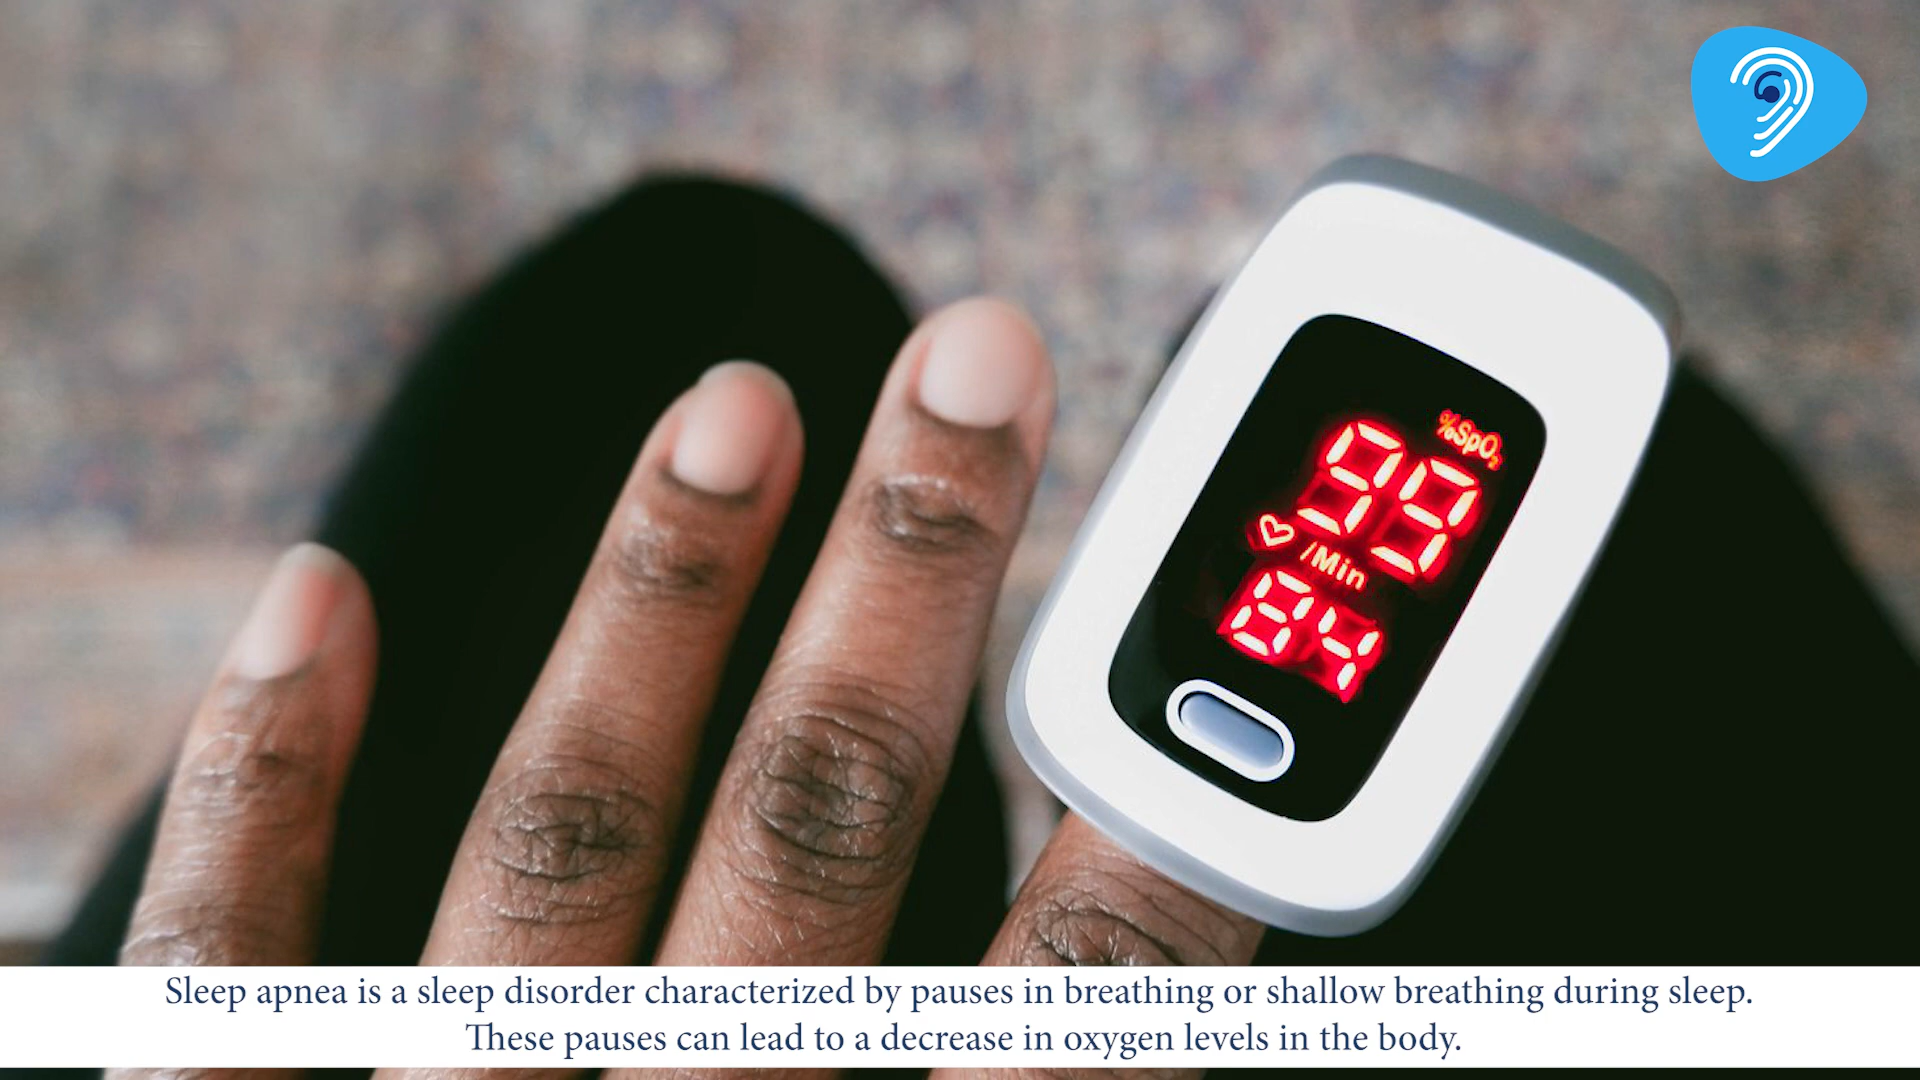 %SpO2
99
/Min
84
Sleep apnea is a sleep disorder characterized by pauses in breathing or shallow breathing during sleep.
These pauses can lead to a decrease in oxygen levels in the body.